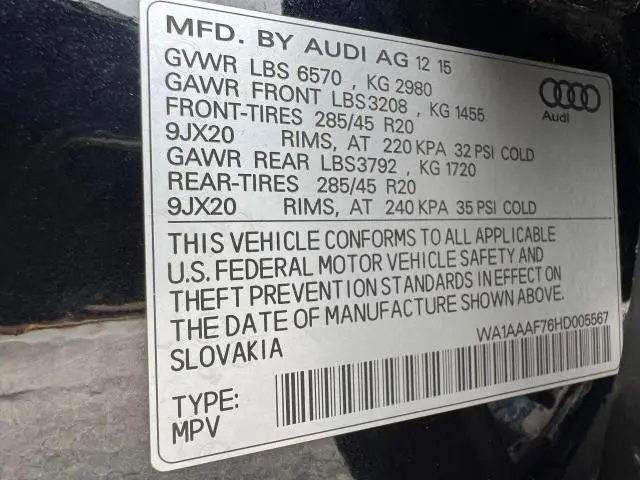 MFD. BY AUDI AG 12 15
GVWR LBS 6570 , KG 2980
GAWR FRONT LBS3208 , KG 1455
FRONT-TIRES 285/45 R20
9JX20 RIMS, AT 220 KPA 32 PSI COLD
GAWR REAR LBS3792 , KG 1720
REAR-TIRES 285/45 R20
9JX20 RIMS, AT 240 KPA 35 PSI COLD
Audi
THIS VEHICLE CONFORMS TO ALL APPLICABLE
U.S. FEDERAL MOTOR VEHICLE SAFETY AND
THEFT PREVENTION STANDARDS IN EFFECT ON
THE DATE OF MANUFACTURE SHOWN ABOVE.
SLOVAKIA
WA1AAAF76HD005567
TYPE:
MPV